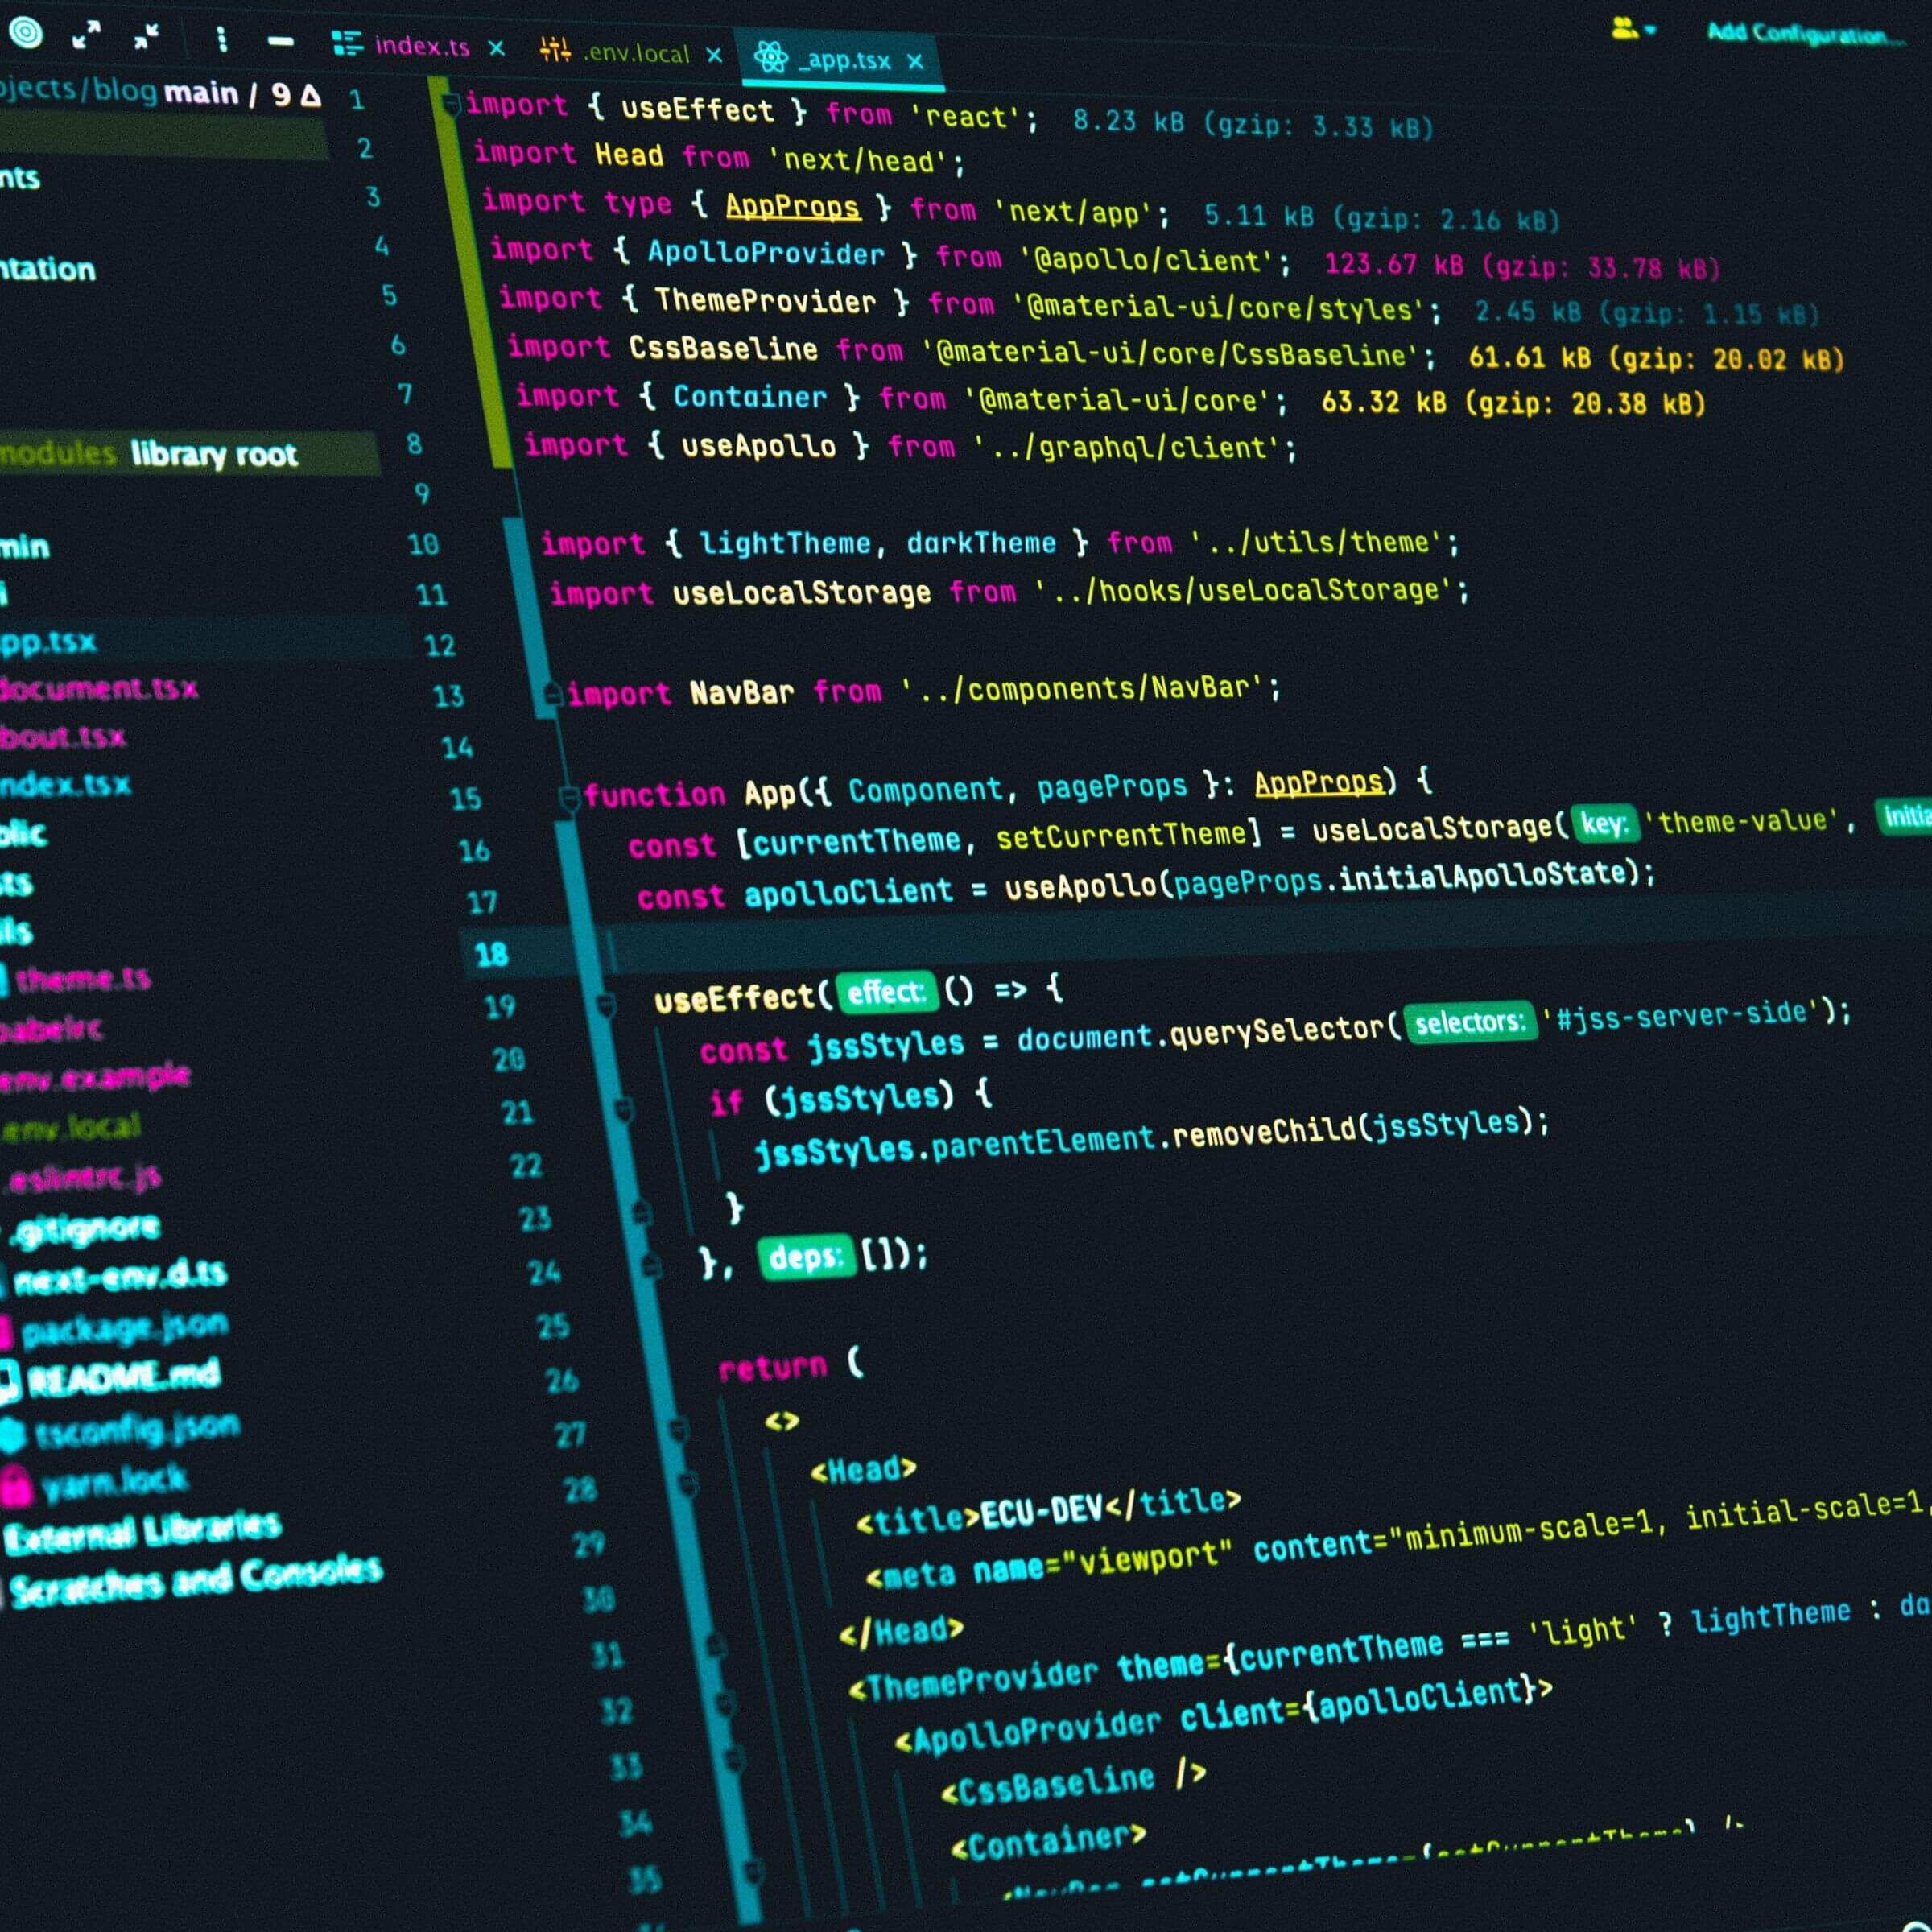 index.ts × .env.local × _app.tsx × Add Configuration...
jects/blog main / 9 △
nts
ntation
modules library root
min
i
pp.tsx
document.tsx
bout.tsx
ndex.tsx
blic
ts
ils
theme.ts
babelrc
env.example
.env.local
.eslintrc.js
.gitignore
next-env.d.ts
package.json
README.md
tsconfig.json
yarn.lock
External Libraries
Scratches and Consoles
1 import { useEffect } from 'react'; 8.23 kB (gzip: 3.33 kB)
2 import Head from 'next/head';
3 import type { AppProps } from 'next/app'; 5.11 kB (gzip: 2.16 kB)
4 import { ApolloProvider } from '@apollo/client'; 123.67 kB (gzip: 33.78 kB)
5 import { ThemeProvider } from '@material-ui/core/styles'; 2.45 kB (gzip: 1.15 kB)
6 import CssBaseline from '@material-ui/core/CssBaseline'; 61.61 kB (gzip: 20.02 kB)
7 import { Container } from '@material-ui/core'; 63.32 kB (gzip: 20.38 kB)
8 import { useApollo } from '../graphql/client';
9
10 import { lightTheme, darkTheme } from '../utils/theme';
11 import useLocalStorage from '../hooks/useLocalStorage';
12
13 import NavBar from '../components/NavBar';
14
15 function App({ Component, pageProps }: AppProps) {
16 const [currentTheme, setCurrentTheme] = useLocalStorage( key: 'theme-value', initia
17 const apolloClient = useApollo(pageProps.initialApolloState);
18
19 useEffect( effect: () => {
20 const jssStyles = document.querySelector( selectors: '#jss-server-side');
21 if (jssStyles) {
22 jssStyles.parentElement.removeChild(jssStyles);
23 }
24 }, deps: []);
25
26 return (
27 <>
28 <Head>
29 <title>ECU-DEV</title>
30 <meta name="viewport" content="minimum-scale=1, initial-scale=1,
31 </Head>
32 <ThemeProvider theme={currentTheme === 'light' ? lightTheme : da
33 <ApolloProvider client={apolloClient}>
34 <CssBaseline />
35 <Container>